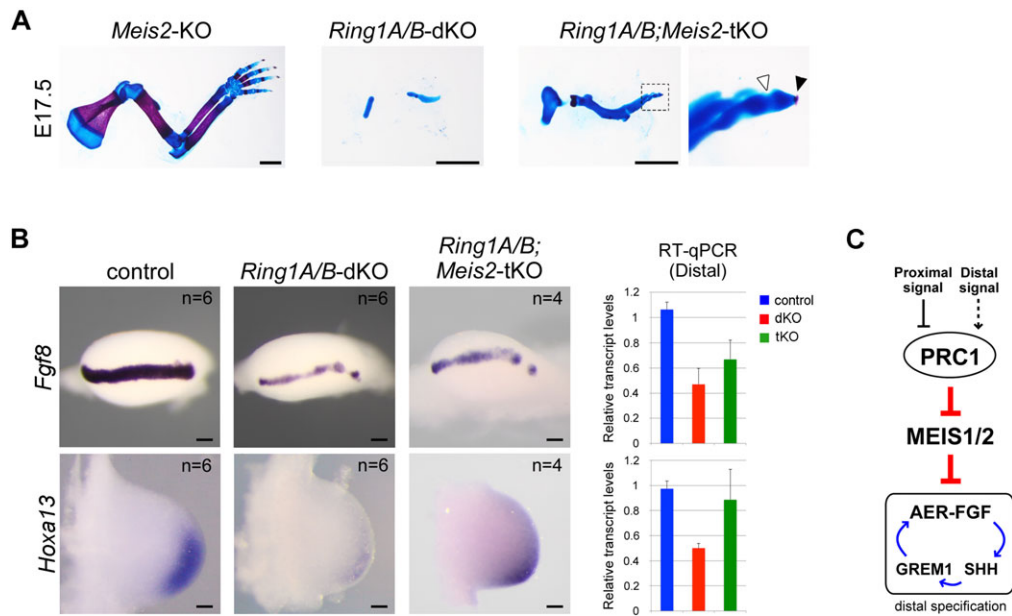 A
Meis2-KO
Ring1A/B-dKO
Ring1A/B;Meis2-tKO
E17.5
B
control
Ring1A/B-dKO
Ring1A/B;
Meis2-tKO
RT-qPCR
(Distal)
Fgf8
n=6
n=6
n=4
Relative transcript levels
1.2
1
0.8
0.6
0.4
0.2
0
control
dKO
tKO
Hoxa13
n=6
n=6
n=4
Relative transcript levels
1.2
1
0.8
0.6
0.4
0.2
0
C
Proximal
signal
Distal
signal
PRC1
MEIS1/2
AER-FGF
GREM1
SHH
distal specification